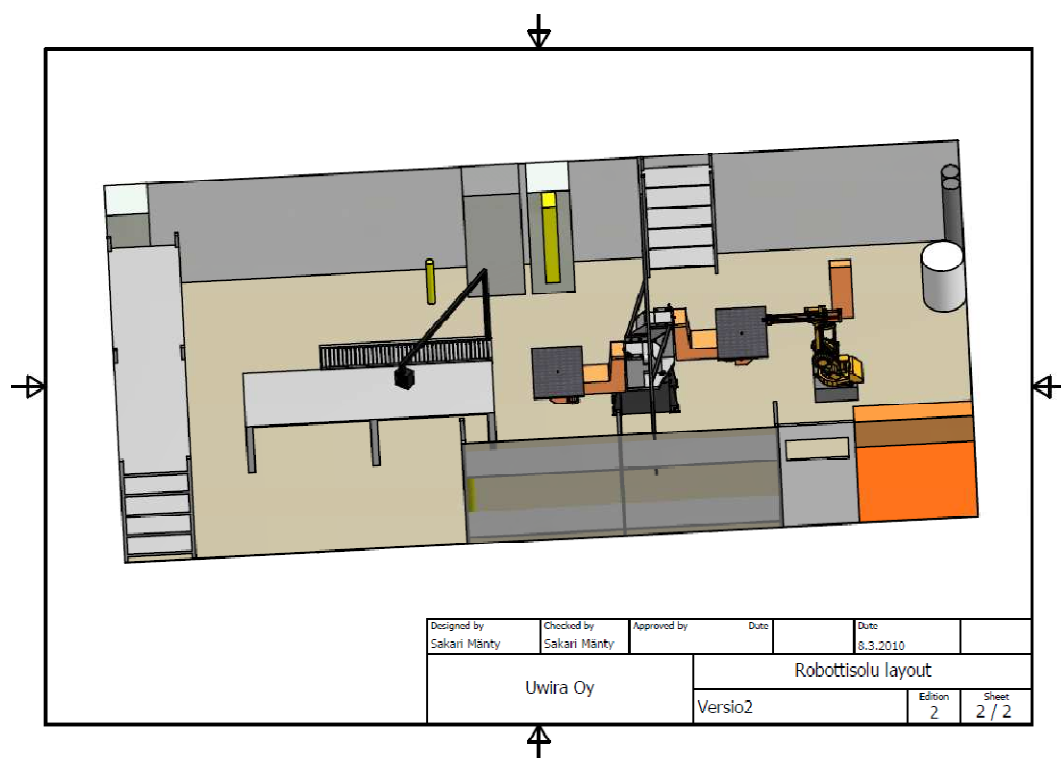 Designed by
Sakari Mänty
Checked by
Sakari Mänty
Approved by
Date
Date
8.3.2010
Uwira Oy
Robottisolu layout
Versio2
Edition
2
Sheet
2 / 2